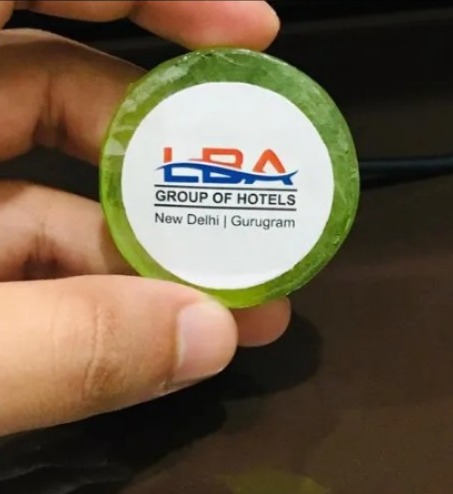 LBA
GROUP OF HOTELS
New Delhi | Gurugram